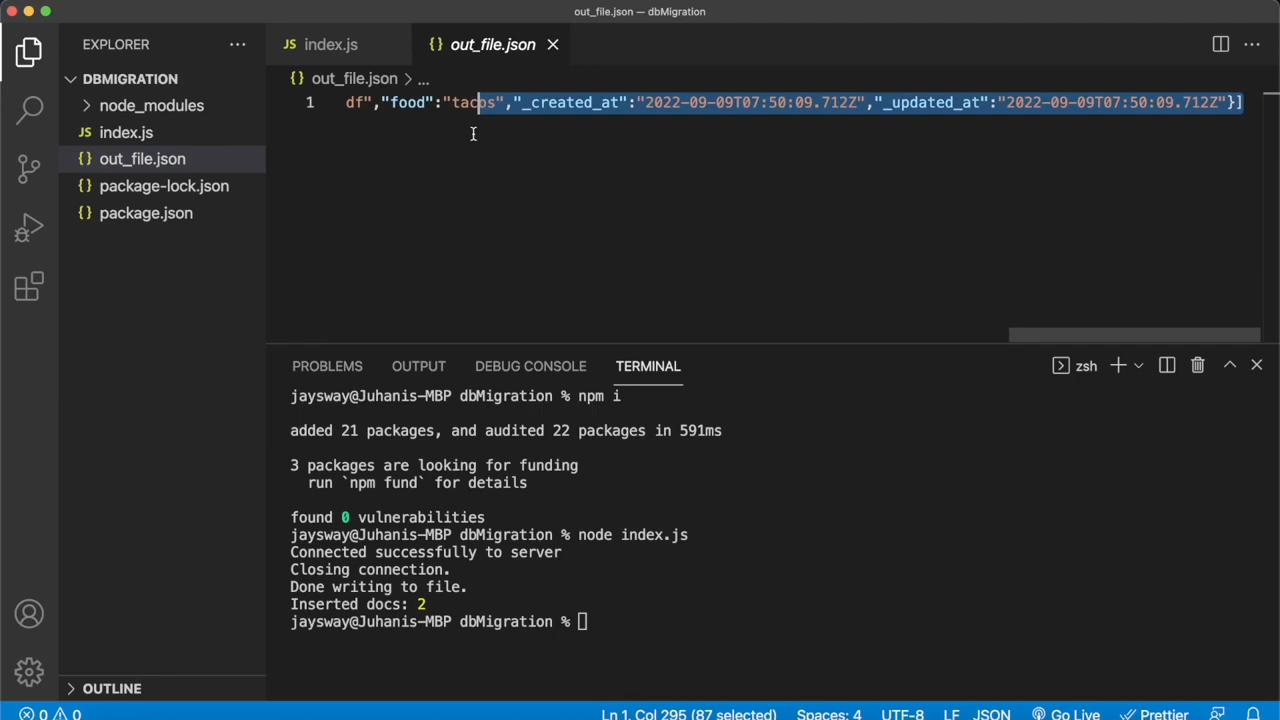 out_file.json — dbMigration
EXPLORER
JS index.js
{} out_file.json
DBMIGRATION
node_modules
JS index.js
{} out_file.json
{} package-lock.json
{} package.json
{} out_file.json > ...
1 df","food":"tacos","_created_at":"2022-09-09T07:50:09.712Z","_updated_at":"2022-09-09T07:50:09.712Z"}]
PROBLEMS OUTPUT DEBUG CONSOLE TERMINAL
zsh
jaysway@Juhanis-MBP dbMigration % npm i
added 21 packages, and audited 22 packages in 591ms
3 packages are looking for funding
run `npm fund` for details
found 0 vulnerabilities
jaysway@Juhanis-MBP dbMigration % node index.js
Connected successfully to server
Closing connection.
Done writing to file.
Inserted docs: 2
jaysway@Juhanis-MBP dbMigration %
OUTLINE
0 0 Ln 1, Col 295 (87 selected) Spaces: 4 UTF-8 LF JSON Go Live Prettier